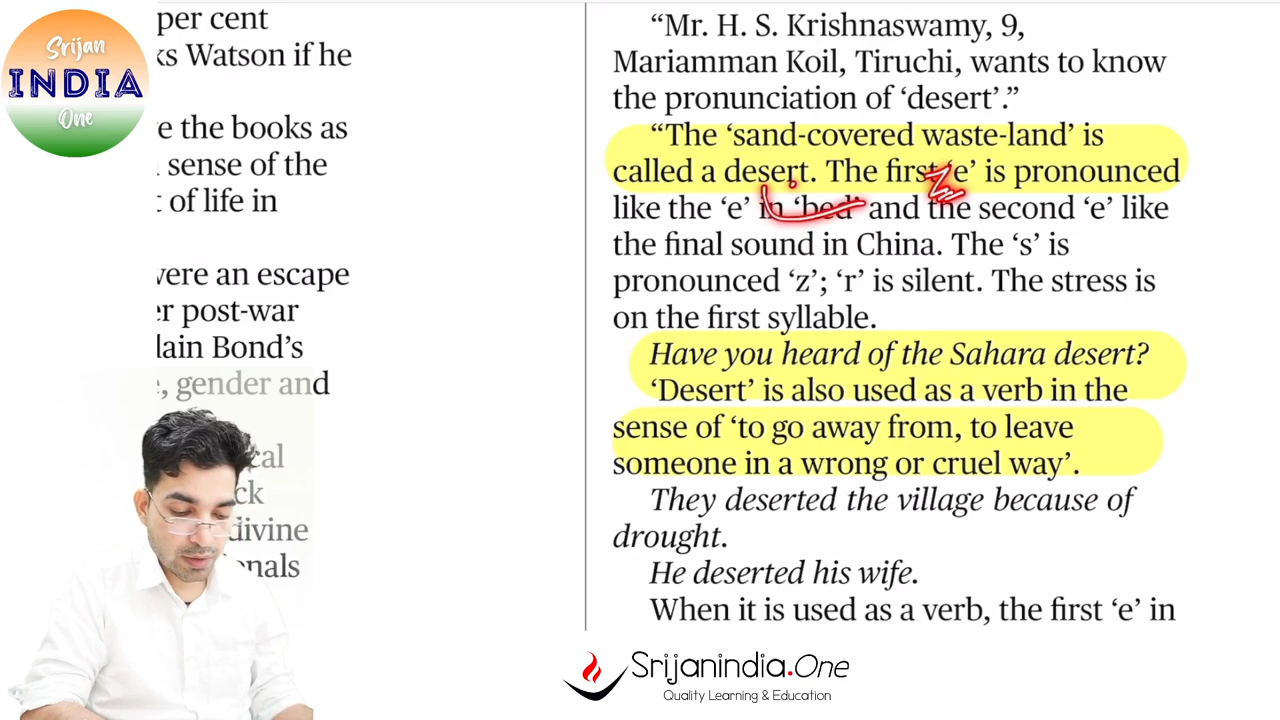 Srijan
INDIA
One
per cent
ks Watson if he
e the books as
sense of the
t of life in
were an escape
er post-war
lain Bond's
e, gender and
cal
ck
divine
onals
“Mr. H. S. Krishnaswamy, 9,
Mariamman Koil, Tiruchi, wants to know
the pronunciation of ‘desert’.”
“The ‘sand-covered waste-land’ is
called a desert. The first ‘e’ is pronounced
like the ‘e’ in ‘bed’ and the second ‘e’ like
the final sound in China. The ‘s’ is
pronounced ‘z’; ‘r’ is silent. The stress is
on the first syllable.
Have you heard of the Sahara desert?
‘Desert’ is also used as a verb in the
sense of ‘to go away from, to leave
someone in a wrong or cruel way’.
They deserted the village because of
drought.
He deserted his wife.
When it is used as a verb, the first ‘e’ in
z
Srijanindia.One
Quality Learning & Education